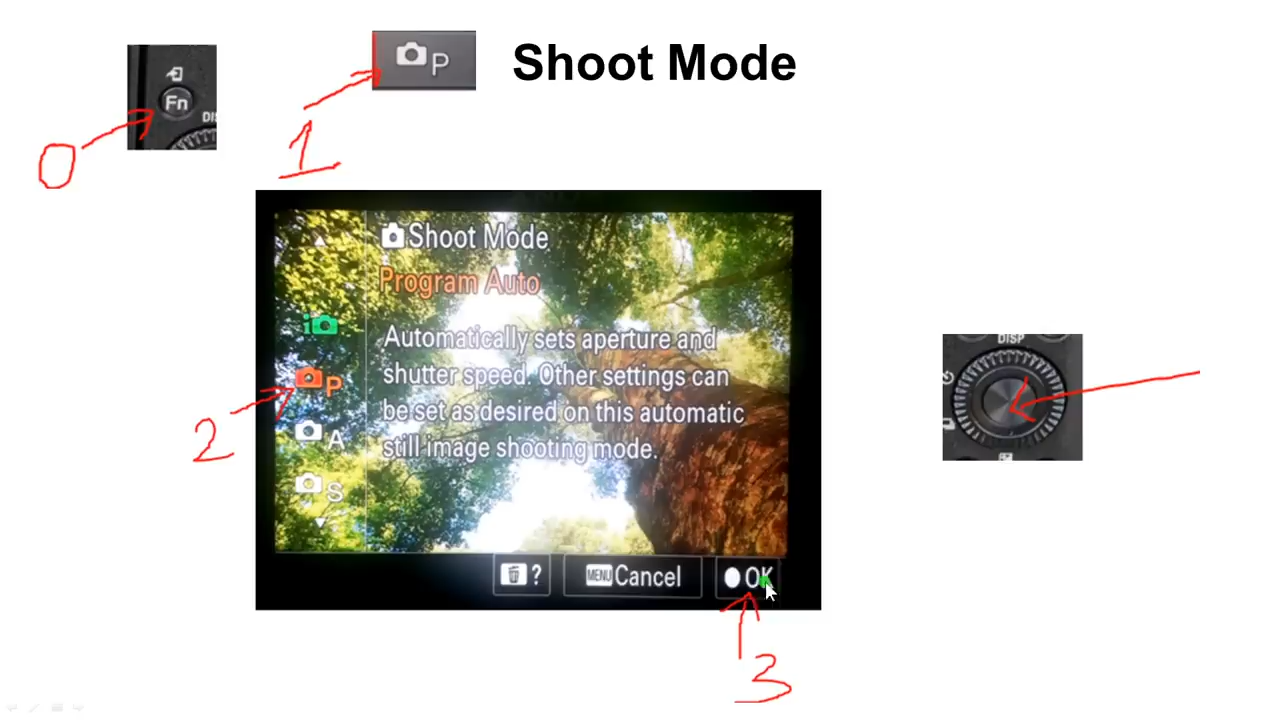 Shoot Mode
P
Fn
DIS
0
1
Shoot Mode
Program Auto
i
Automatically sets aperture and
shutter speed. Other settings can
be set as desired on this automatic
still image shooting mode.
P
2
A
S
? MENU Cancel OK
3
DISP